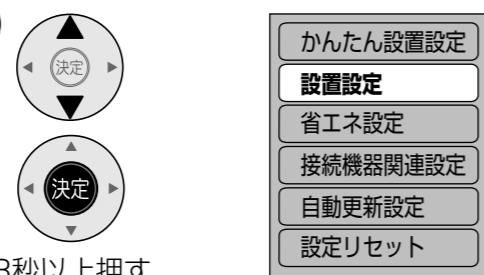 決定
決定
秒以上押す
かんたん設置設定
設置設定
省エネ設定
接続機器関連設定
自動更新設定
設定リセット